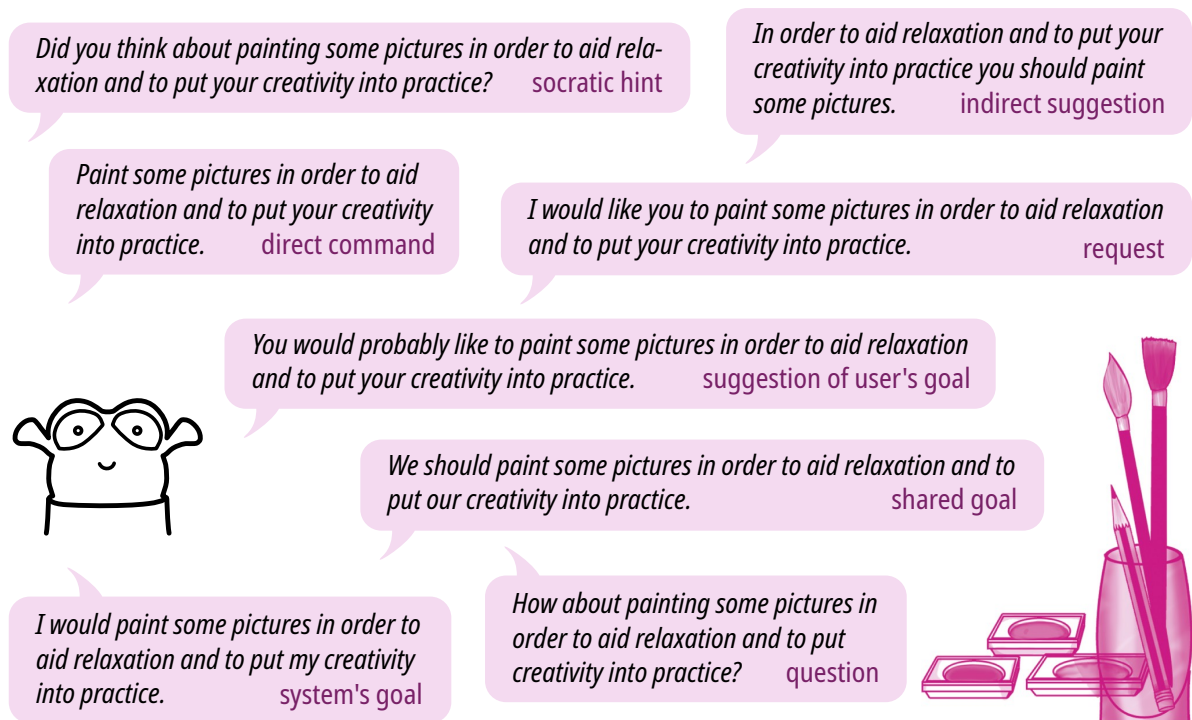 Did you think about painting some pictures in order to aid rela-
xation and to put your creativity into practice? socratic hint
In order to aid relaxation and to put your
creativity into practice you should paint
some pictures. indirect suggestion
Paint some pictures in order to aid
relaxation and to put your creativity
into practice. direct command
I would like you to paint some pictures in order to aid relaxation
and to put your creativity into practice. request
You would probably like to paint some pictures in order to aid relaxation
and to put your creativity into practice. suggestion of user's goal
We should paint some pictures in order to aid relaxation and to
put our creativity into practice. shared goal
I would paint some pictures in order to
aid relaxation and to put my creativity
into practice. system's goal
How about painting some pictures in
order to aid relaxation and to put
creativity into practice? question